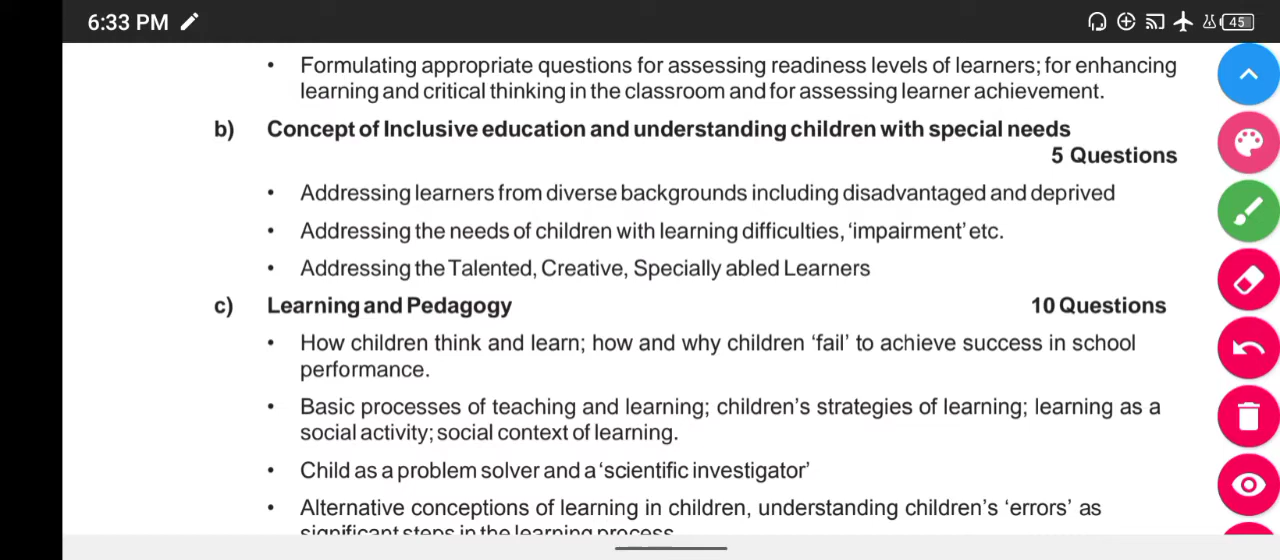 6:33 PM
45
• Formulating appropriate questions for assessing readiness levels of learners; for enhancing
learning and critical thinking in the classroom and for assessing learner achievement.
b) Concept of Inclusive education and understanding children with special needs
5 Questions
• Addressing learners from diverse backgrounds including disadvantaged and deprived
• Addressing the needs of children with learning difficulties, ‘impairment’ etc.
• Addressing the Talented, Creative, Specially abled Learners
c) Learning and Pedagogy 10 Questions
• How children think and learn; how and why children ‘fail’ to achieve success in school
performance.
• Basic processes of teaching and learning; children’s strategies of learning; learning as a
social activity; social context of learning.
• Child as a problem solver and a ‘scientific investigator’
• Alternative conceptions of learning in children, understanding children’s ‘errors’ as
significant steps in the learning process